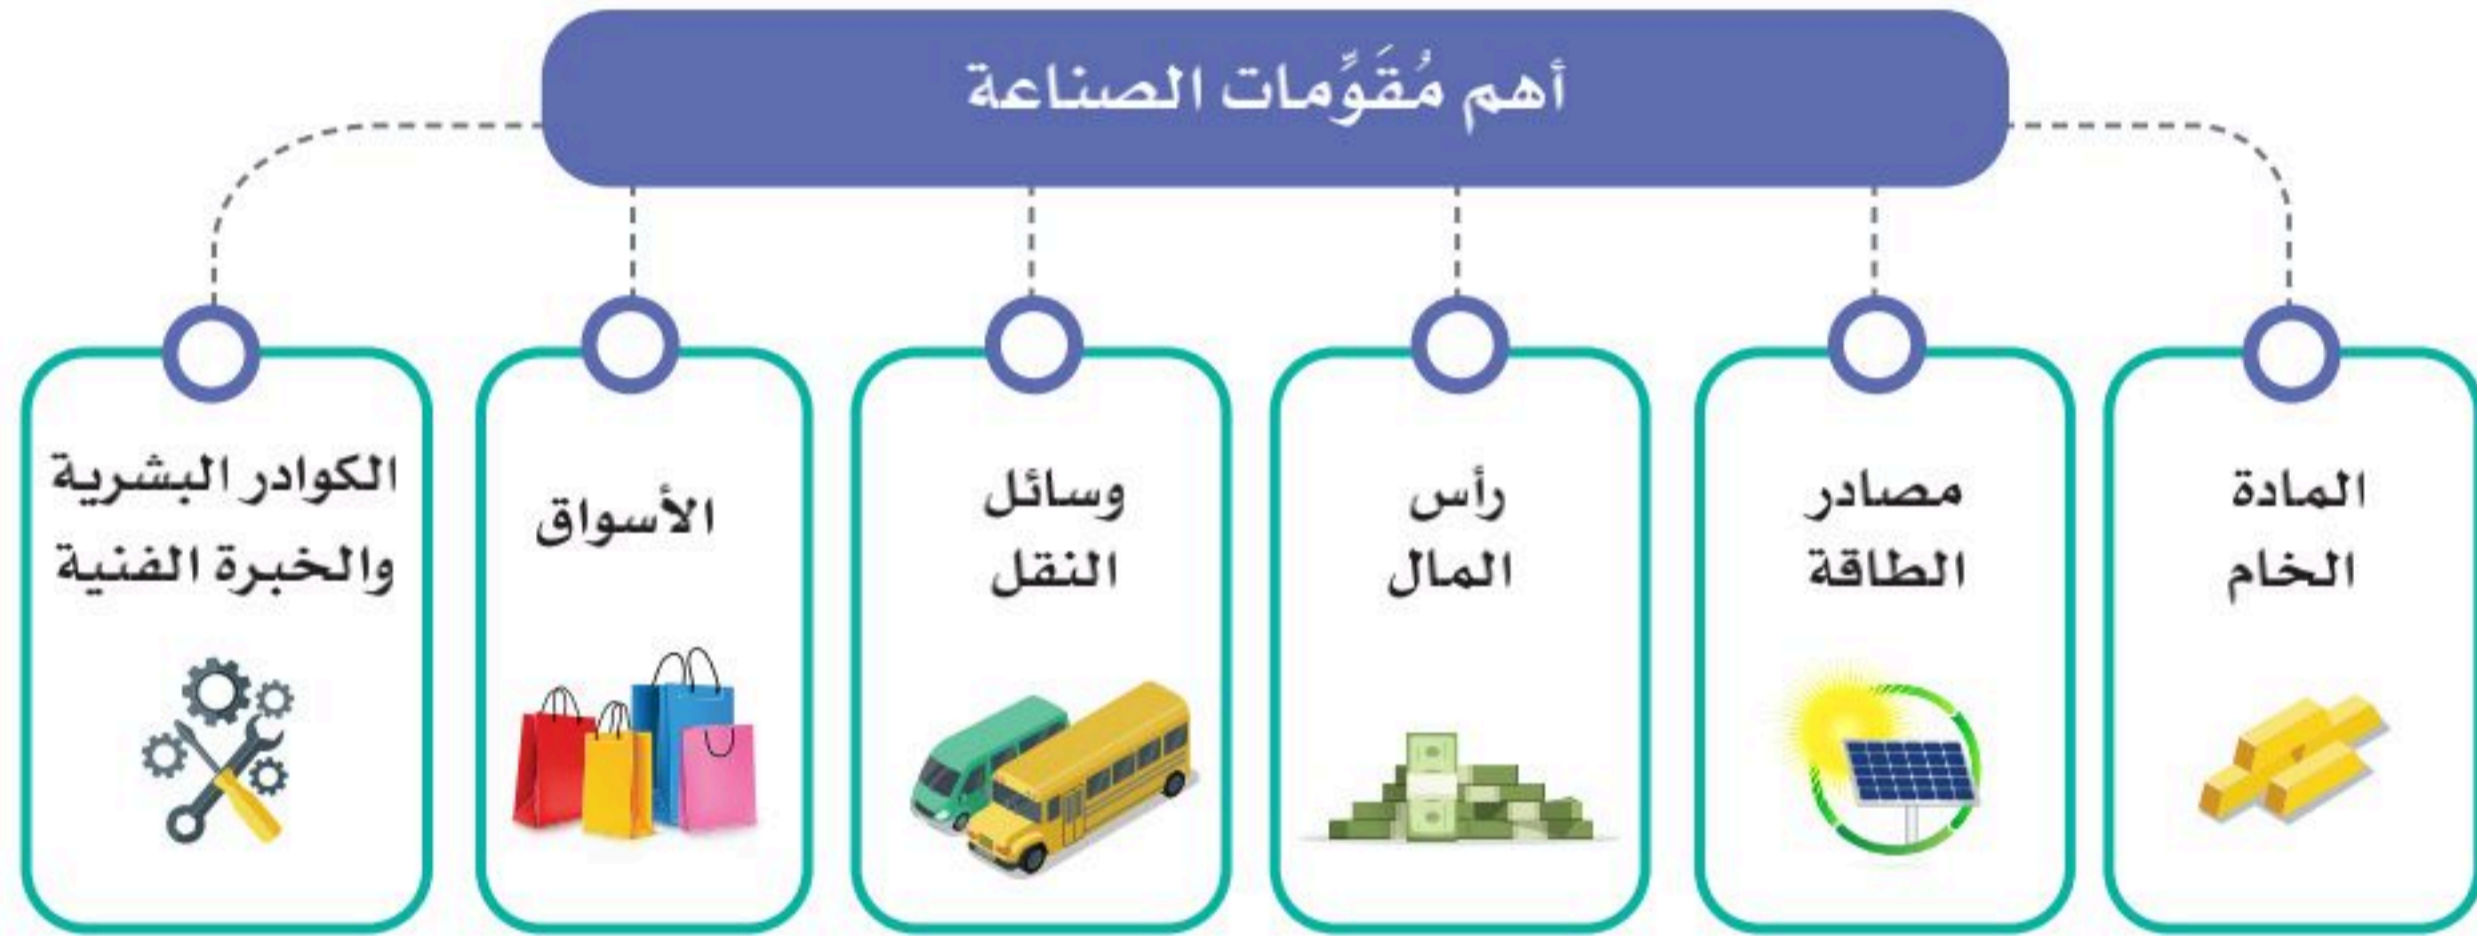 أهم مُقَوِّمات الصناعة
المادة
الخام
مصادر
الطاقة
رأس
المال
وسائل
النقل
الأسواق
الكوادر البشرية
والخبرة الفنية